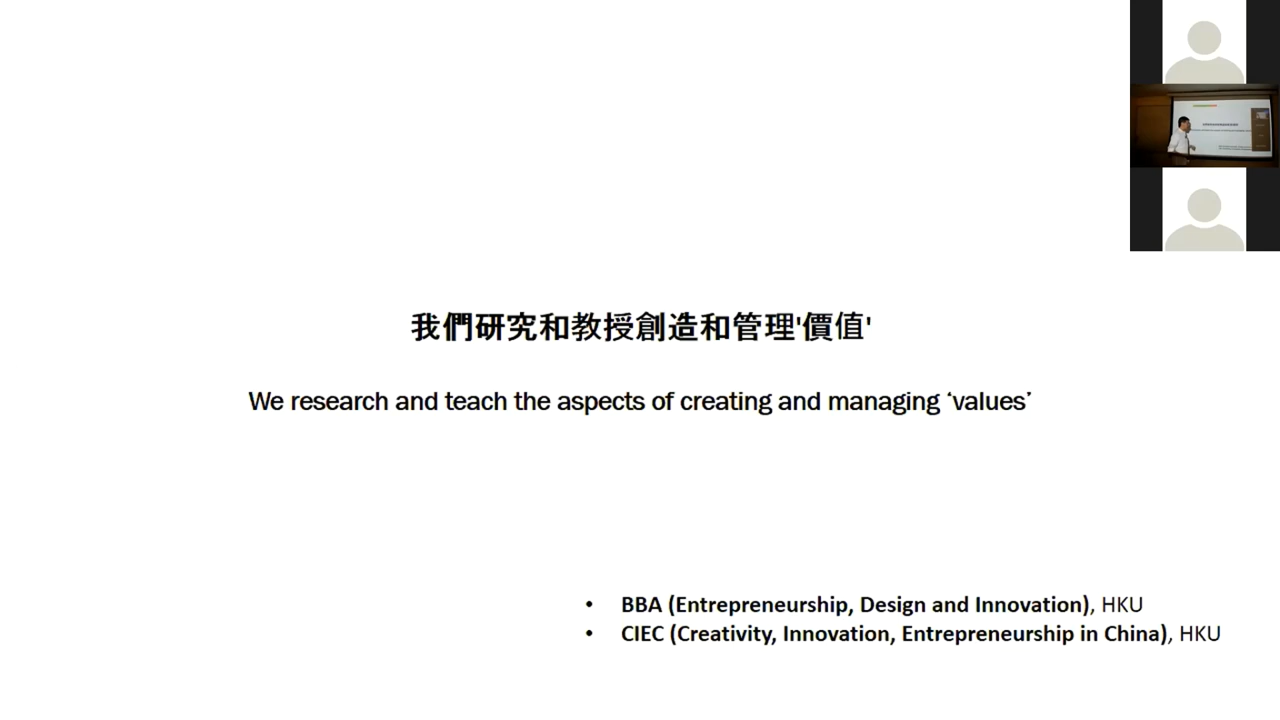 我們研究和教授創造和管理'價值'
We research and teach the aspects of creating and managing ‘values’
• BBA (Entrepreneurship, Design and Innovation), HKU
• CIEC (Creativity, Innovation, Entrepreneurship in China), HKU